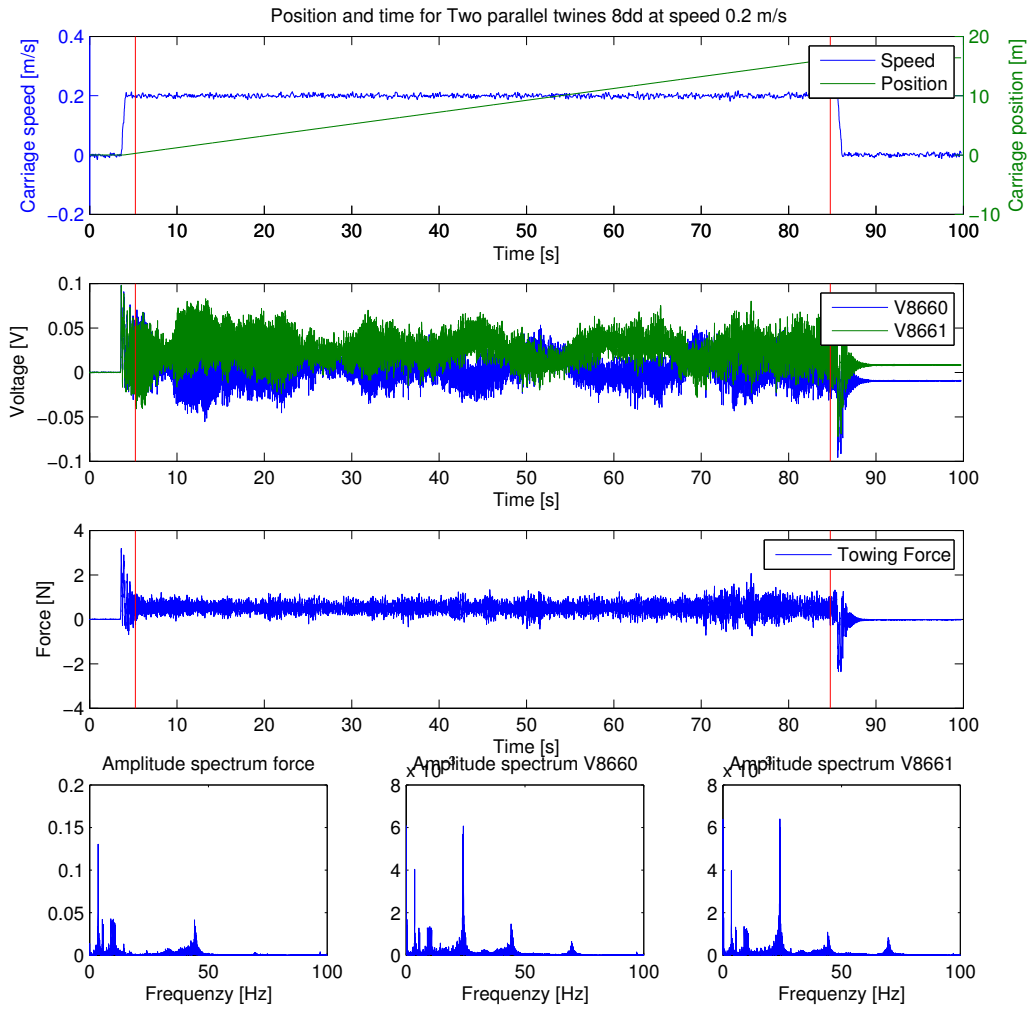 Position and time for Two parallel twines 8dd at speed 0.2 m/s
Carriage speed [m/s]
0.4
0.2
0
−0.2
Speed
Position
20
10
0
−10
Carriage position [m]
0 10 20 30 40 50 60 70 80 90 100
Time [s]
Voltage [V]
0.1
0.05
0
−0.05
−0.1
V8660
V8661
0 10 20 30 40 50 60 70 80 90 100
Time [s]
Force [N]
4
2
0
−2
−4
Towing Force
0 10 20 30 40 50 60 70 80 90 100
Time [s]
Amplitude spectrum force
0.2
0.15
0.1
0.05
0
0 50 100
Frequenzy [Hz]
Amplitude spectrum V8660
x 10⁻³
8
6
4
2
0
0 50 100
Frequenzy [Hz]
Amplitude spectrum V8661
x 10⁻³
8
6
4
2
0
0 50 100
Frequenzy [Hz]